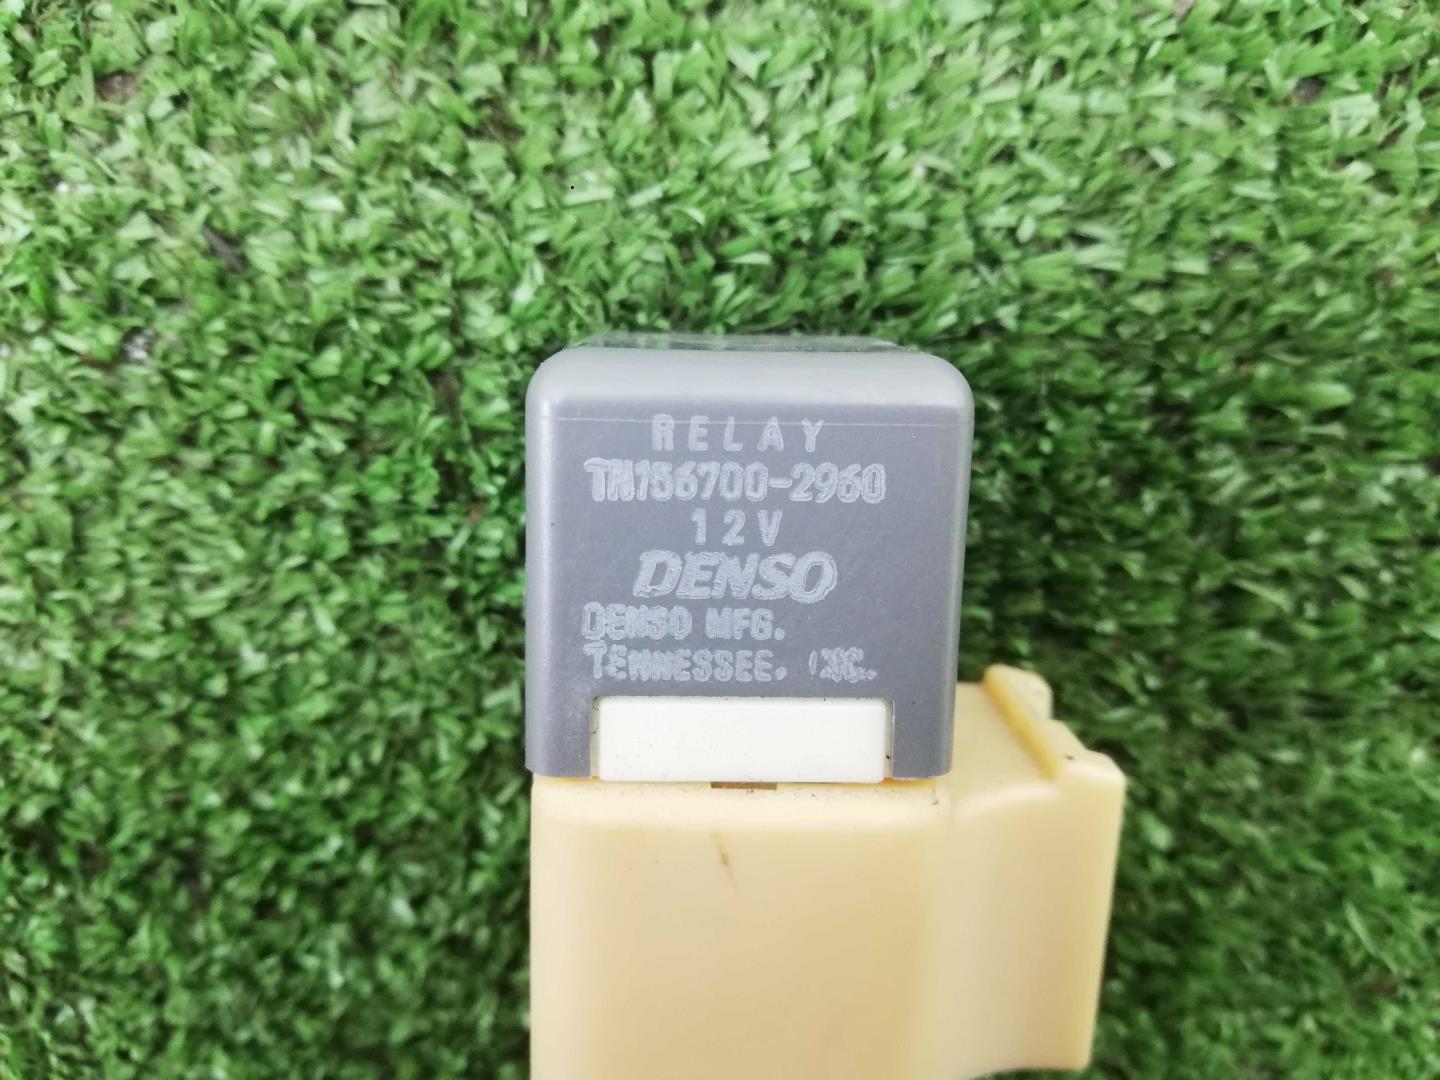 RELAY
TN156700-2960
12V
DENSO
DENSO MFG.
TENNESSEE, INC.